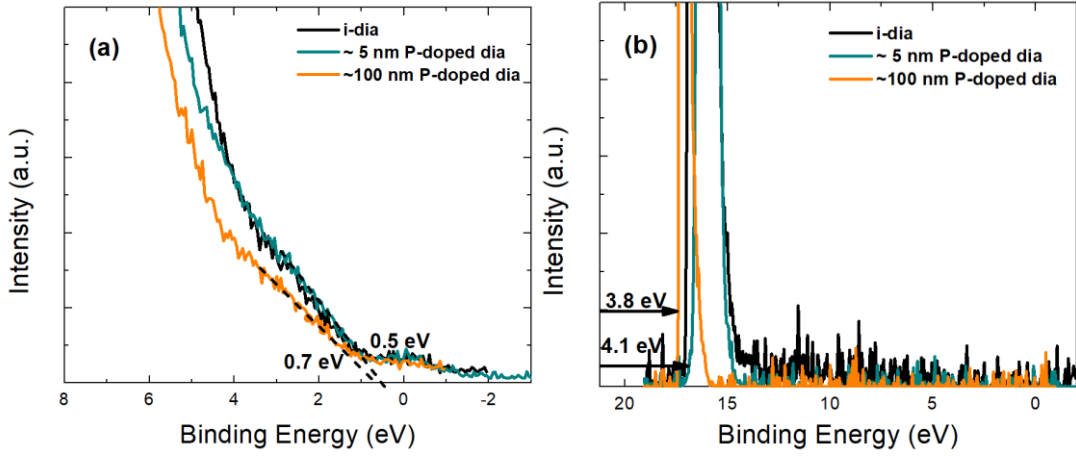 (a)
i-dia
~ 5 nm P-doped dia
~100 nm P-doped dia
Intensity (a.u.)
0.5 eV
0.7 eV
8 6 4 2 0 -2
Binding Energy (eV)
(b)
i-dia
~ 5 nm P-doped dia
~100 nm P-doped dia
Intensity (a.u.)
3.8 eV
4.1 eV
20 15 10 5 0
Binding Energy (eV)